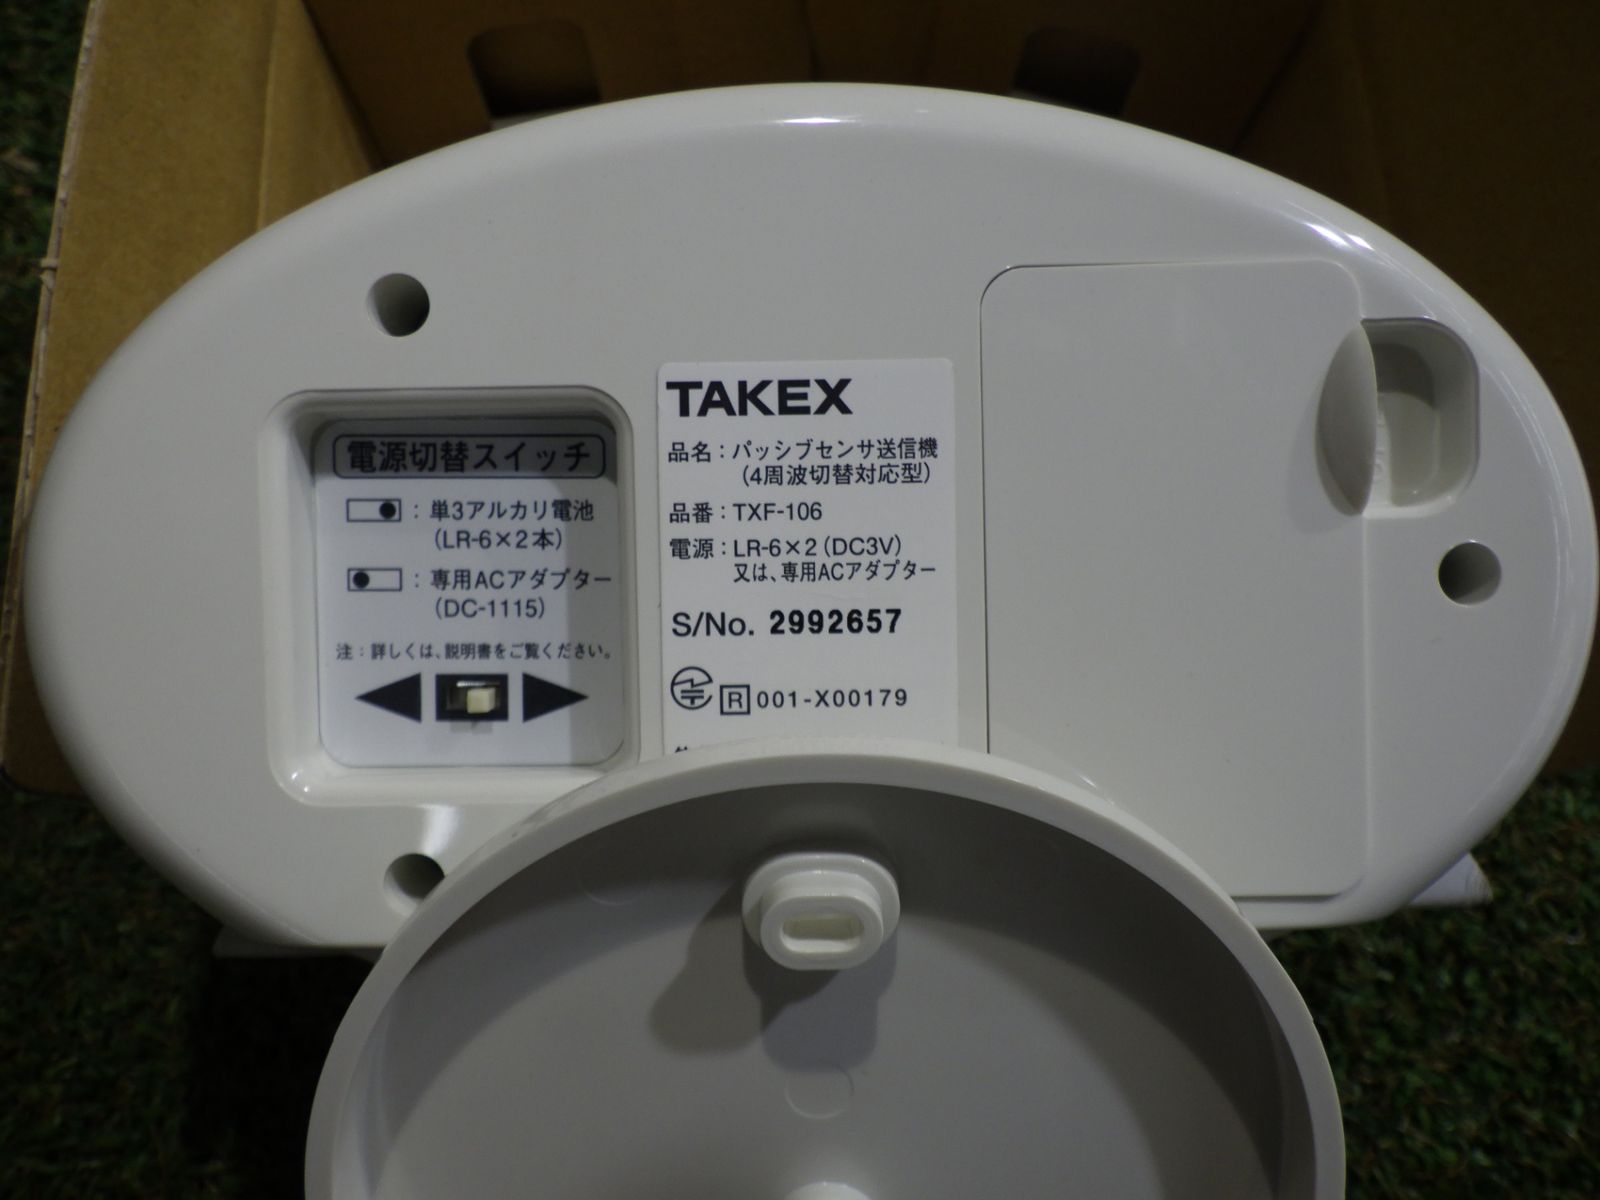 電源切替スイッチ
：単3アルカリ電池
(LR-6×2本)
：専用ACアダプター
(DC-1115)
注：詳しくは、説明書をご覧ください。
TAKEX
品名：パッシブセンサ送信機
(4周波切替対応型)
品番：TXF-106
電源：LR-6×2(DC3V)
又は、専用ACアダプター
S/No. 2992657
R 001-X00179